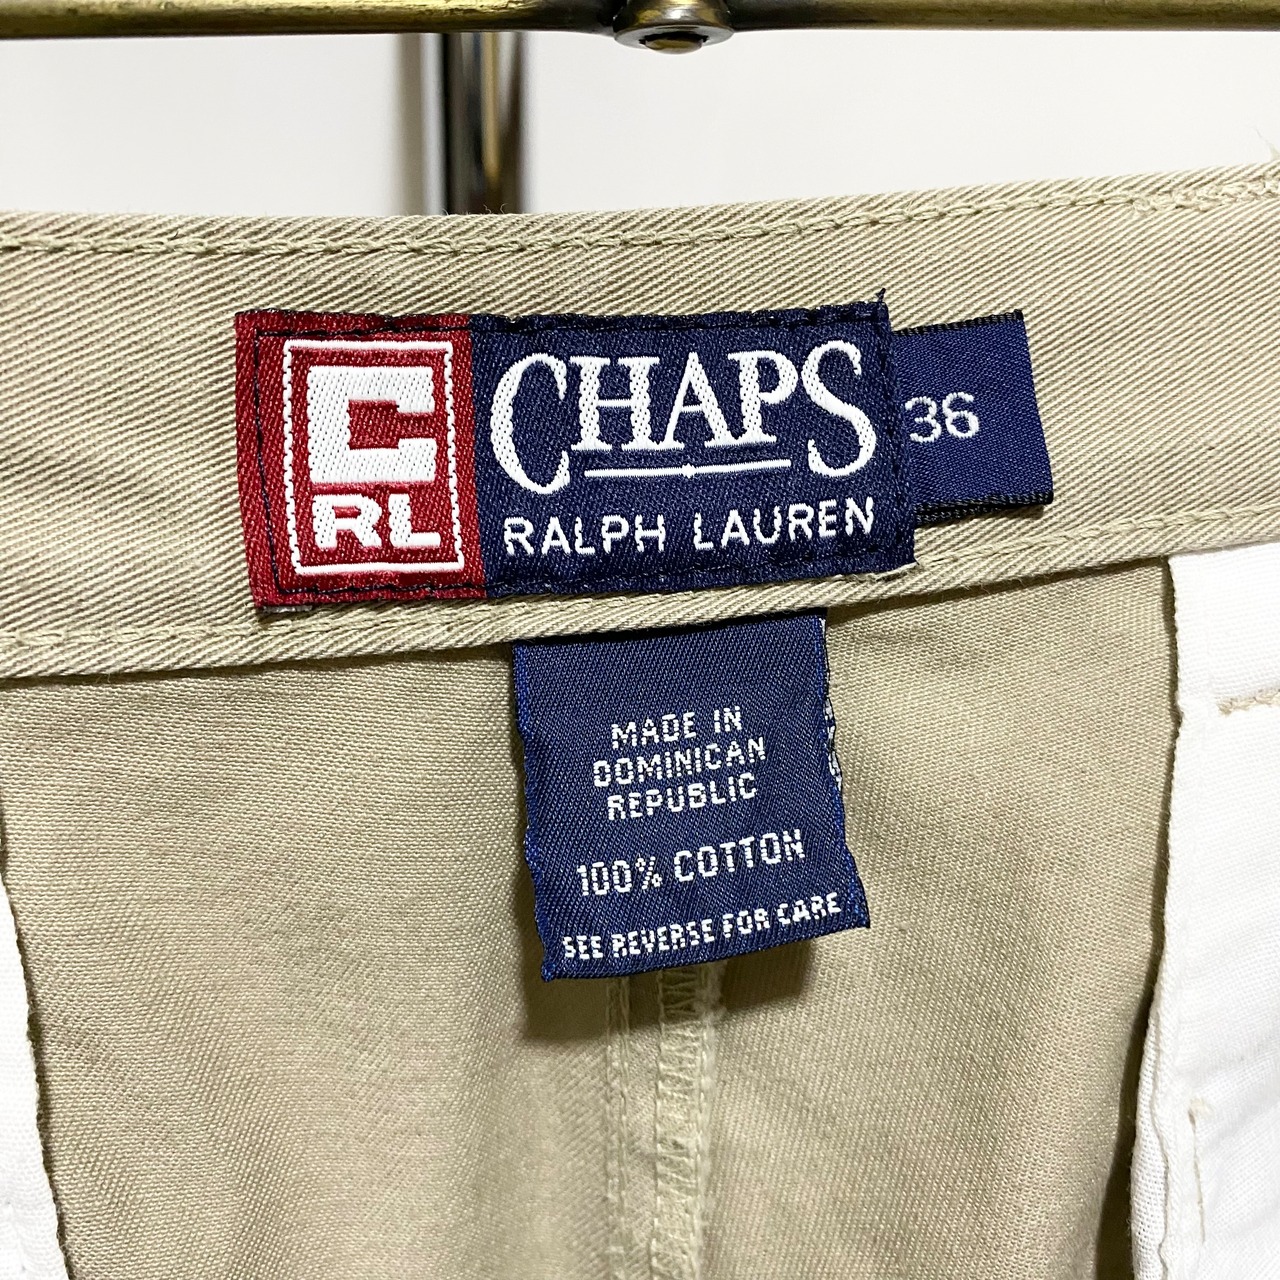 C
RL
CHAPS
RALPH LAUREN
36
MADE IN
DOMINICAN
REPUBLIC
100% COTTON
SEE REVERSE FOR CARE